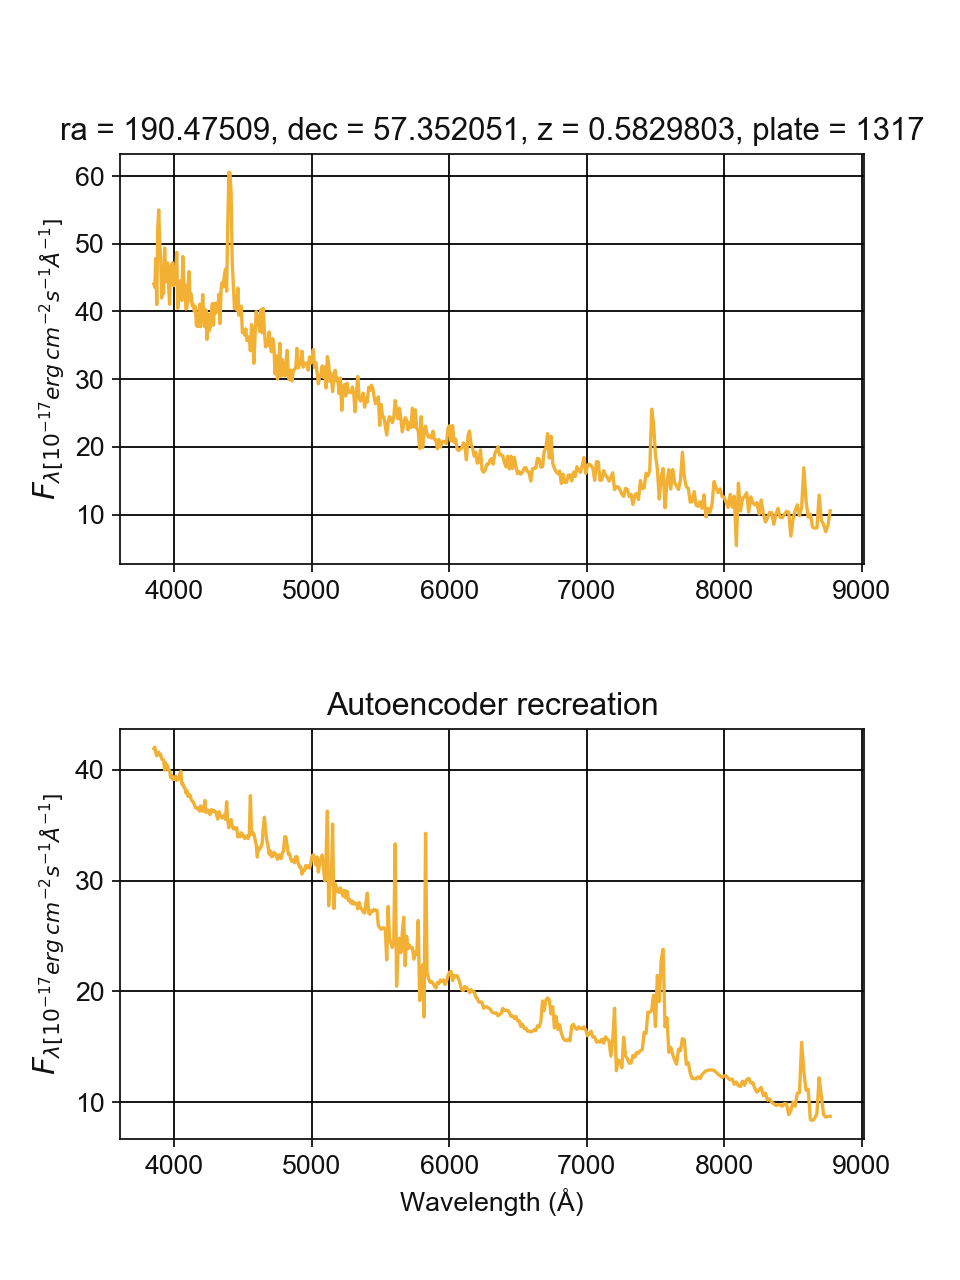 ra = 190.47509, dec = 57.352051, z = 0.5829803, plate = 1317
60
50
40
30
20
10
F_λ[10^−17 erg cm^−2 s^−1 Å^−1]
4000 5000 6000 7000 8000 9000
Autoencoder recreation
40
30
20
10
F_λ[10^−17 erg cm^−2 s^−1 Å^−1]
4000 5000 6000 7000 8000 9000
Wavelength (Å)